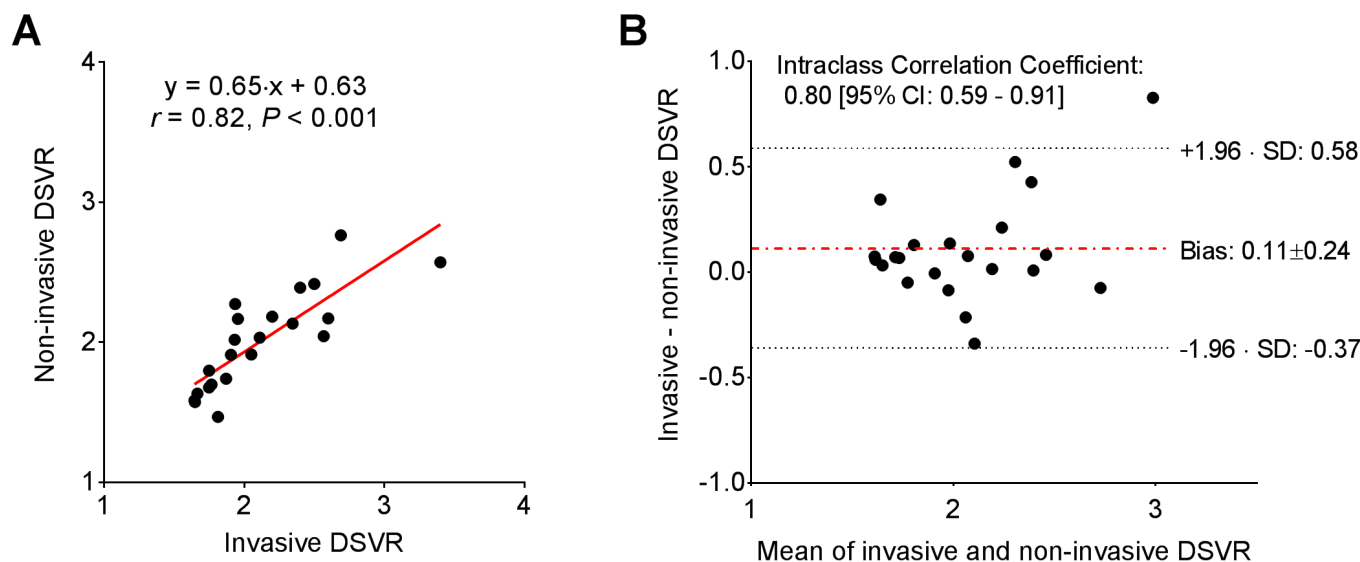 A
y = 0.65·x + 0.63
r = 0.82, P < 0.001
Non-invasive DSVR
4
3
2
1
1 2 3 4
Invasive DSVR
B
Intraclass Correlation Coefficient:
0.80 [95% CI: 0.59 - 0.91]
Invasive - non-invasive DSVR
1.0
0.5
0.0
-0.5
-1.0
+1.96 · SD: 0.58
Bias: 0.11±0.24
-1.96 · SD: -0.37
1 2 3
Mean of invasive and non-invasive DSVR